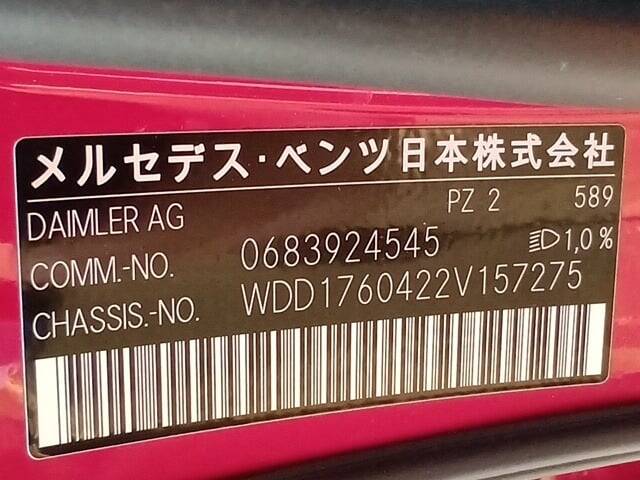 メルセデス・ベンツ日本株式会社
DAIMLER AG PZ 2 589
COMM.-NO. 0683924545 1,0 %
CHASSIS.-NO. WDD1760422V157275